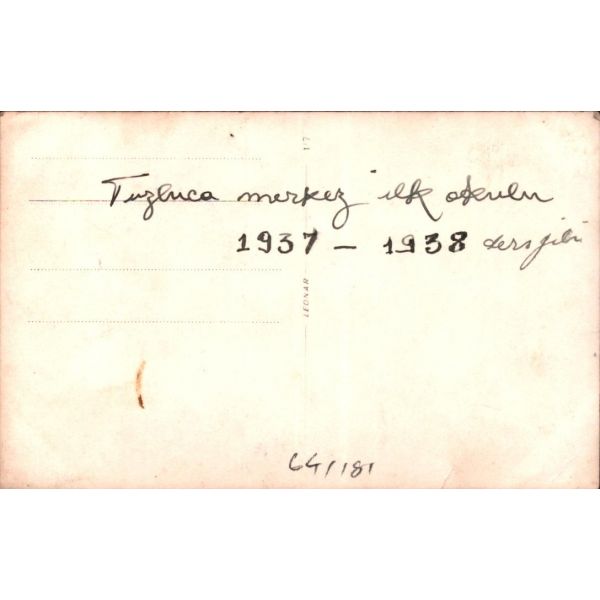 Tuzluca merkez ilk okulu
1937 - 1938 ders yılı
LEONAR
64/181